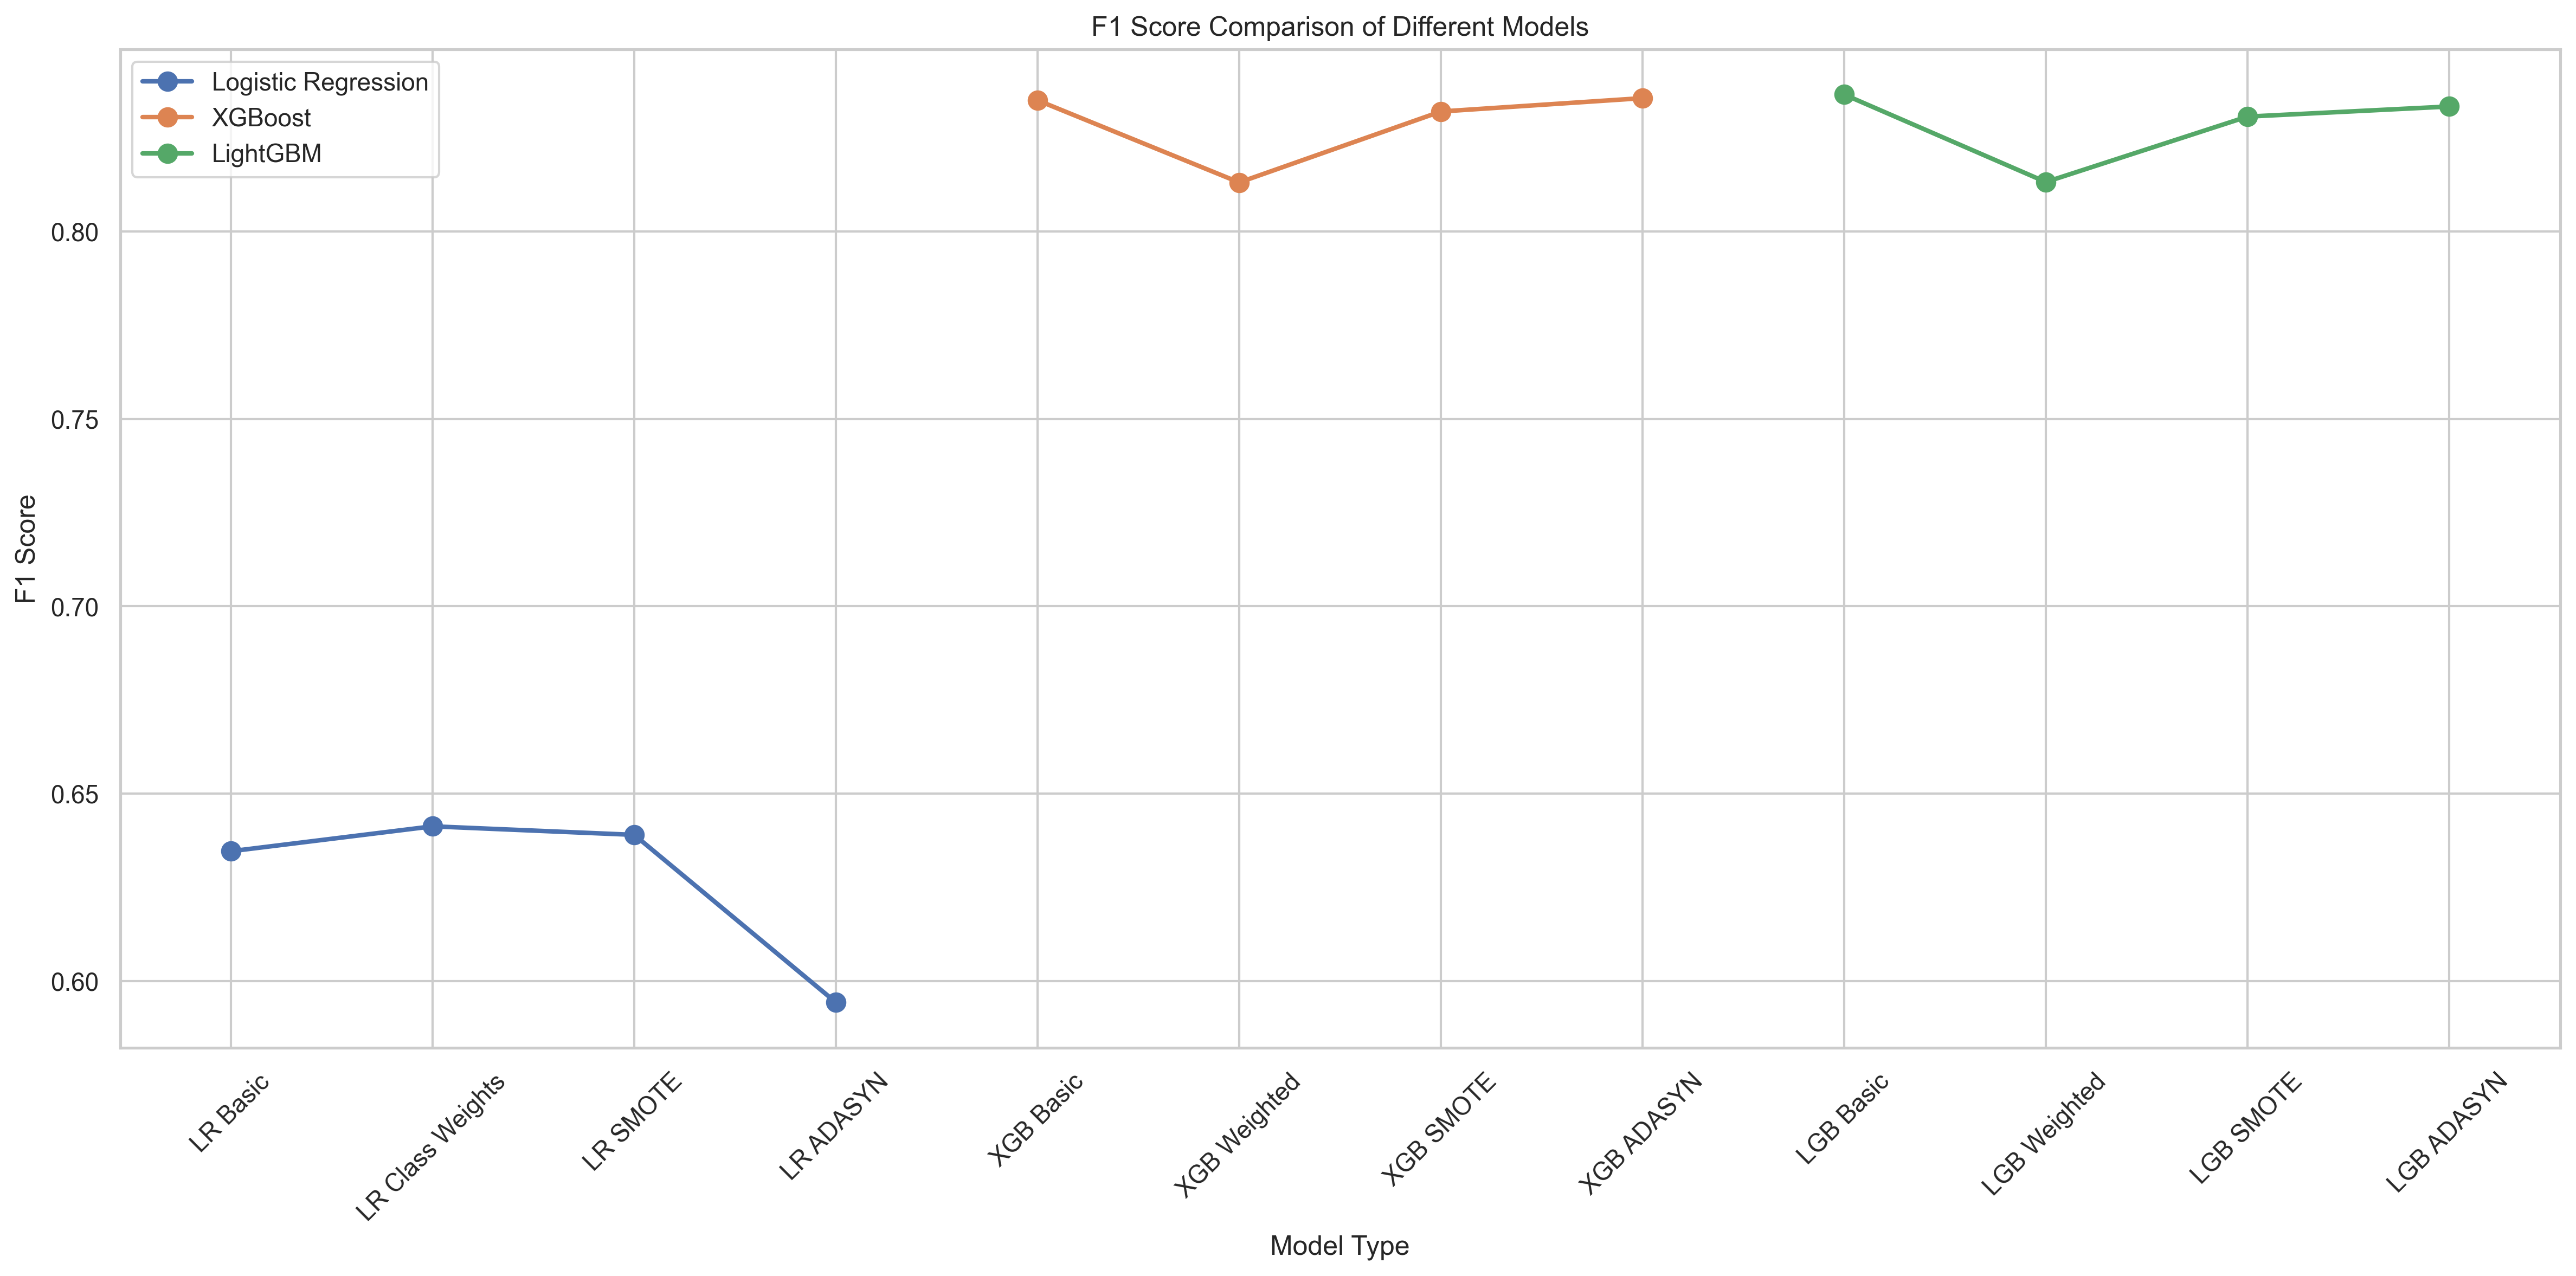 F1 Score Comparison of Different Models
Logistic Regression
XGBoost
LightGBM
0.80
0.75
0.70
0.65
0.60
F1 Score
LR Basic
LR Class Weights
LR SMOTE
LR ADASYN
XGB Basic
XGB Weighted
XGB SMOTE
XGB ADASYN
LGB Basic
LGB Weighted
LGB SMOTE
LGB ADASYN
Model Type